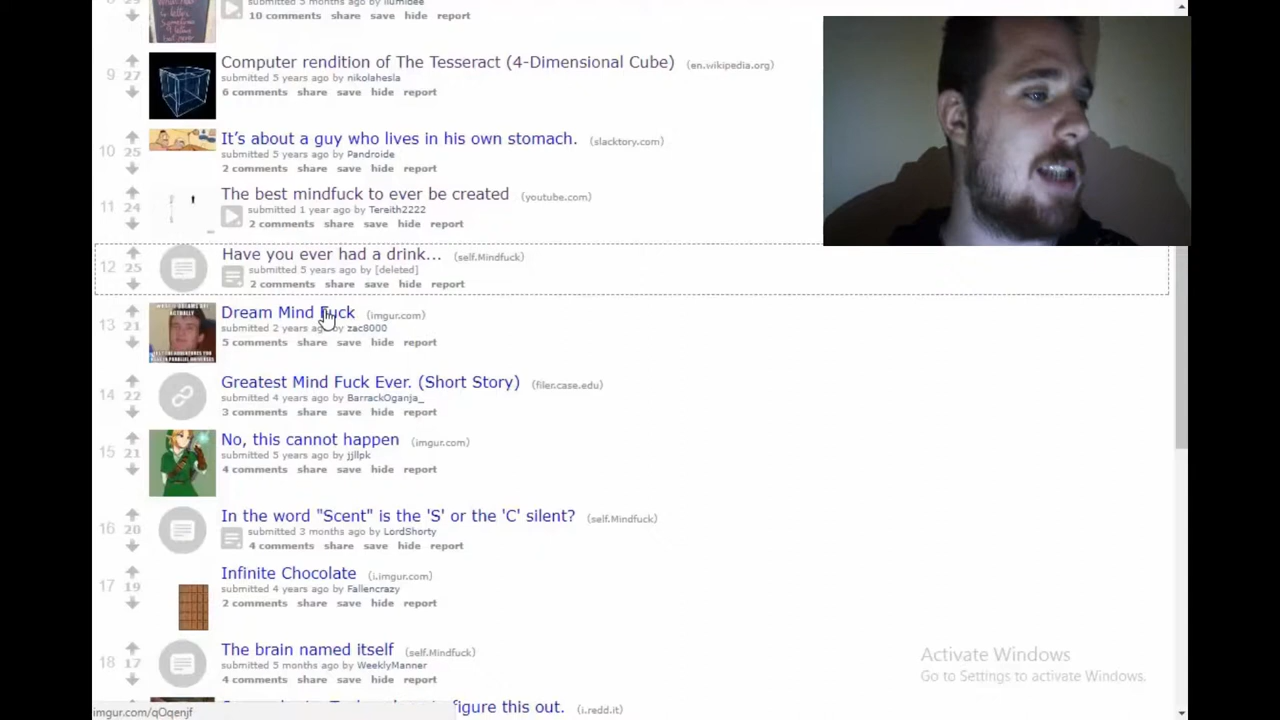 submitted 5 months ago by
10 comments share save hide report
9 27
Computer rendition of The Tesseract (4-Dimensional Cube) (en.wikipedia.org)
submitted 5 years ago by nikolahesla
6 comments share save hide report
10 25
It's about a guy who lives in his own stomach. (slacktory.com)
submitted 5 years ago by Pandroide
2 comments share save hide report
11 24
The best mindfuck to ever be created (youtube.com)
submitted 1 year ago by Tereith2222
2 comments share save hide report
12 25
Have you ever had a drink... (self.Mindfuck)
submitted 5 years ago by [deleted]
2 comments share save hide report
13 21
Dream Mind Fuck (imgur.com)
submitted 2 years ago by zac8000
5 comments share save hide report
14 22
Greatest Mind Fuck Ever. (Short Story) (filer.case.edu)
submitted 4 years ago by BarrackOganja_
3 comments share save hide report
15 21
No, this cannot happen (imgur.com)
submitted 5 years ago by jjllpk
4 comments share save hide report
16 20
In the word "Scent" is the 'S' or the 'C' silent? (self.Mindfuck)
submitted 3 months ago by LordShorty
4 comments share save hide report
17 19
Infinite Chocolate (i.imgur.com)
submitted 4 years ago by Fallencrazy
2 comments share save hide report
18 17
The brain named itself (self.Mindfuck)
submitted 5 months ago by WeeklyManner
4 comments share save hide report
figure this out. (i.redd.it)
Activate Windows
Go to Settings to activate Windows.
imgur.com/qOqenjf